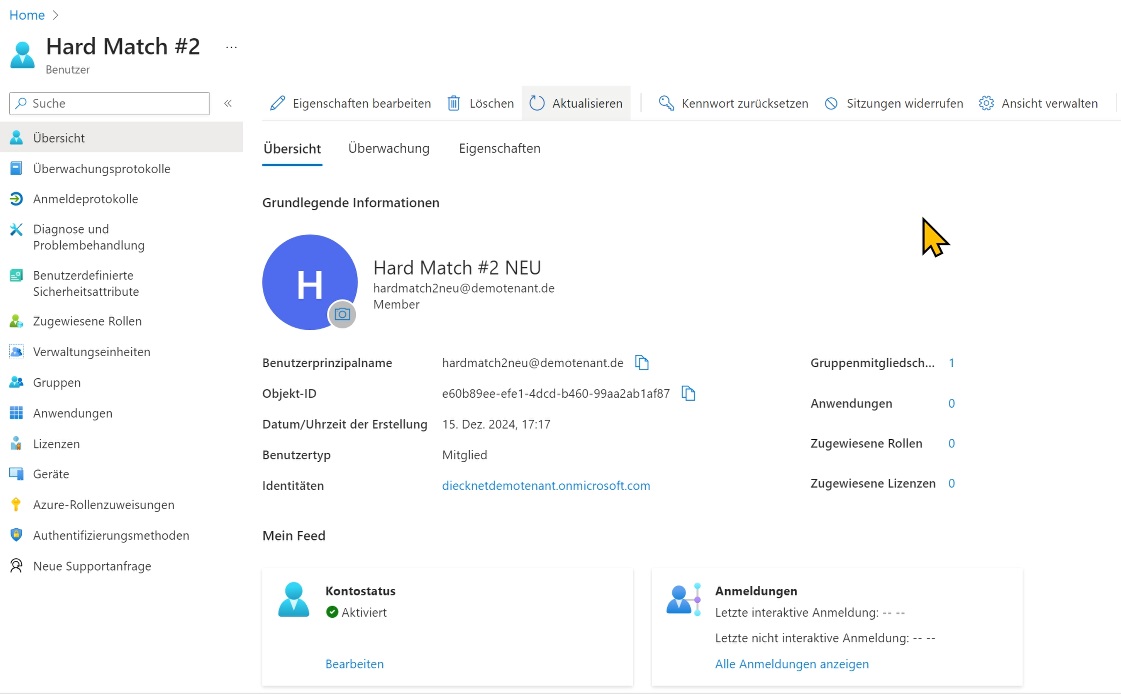 Home
Hard Match #2
...
Benutzer
Suche
«
Eigenschaften bearbeiten
Löschen
Aktualisieren
Kennwort zurücksetzen
Sitzungen widerrufen
Ansicht verwalten
Übersicht
Überwachungsprotokolle
Anmeldeprotokolle
Diagnose und
Problembehandlung
Benutzerdefinierte
Sicherheitsattribute
Zugewiesene Rollen
Verwaltungseinheiten
Gruppen
Anwendungen
Lizenzen
Geräte
Azure-Rollenzuweisungen
Authentifizierungsmethoden
Neue Supportanfrage
Übersicht
Überwachung
Eigenschaften
Grundlegende Informationen
H
Hard Match #2 NEU
hardmatch2neu@demotenant.de
Member
Benutzerprinzipalname hardmatch2neu@demotenant.de
Objekt-ID e60b89ee-efe1-4dcd-b460-99aa2ab1af87
Datum/Uhrzeit der Erstellung 15. Dez. 2024, 17:17
Benutzertyp Mitglied
Identitäten diecknetdemotenant.onmicrosoft.com
Gruppenmitgliedsch... 1
Anwendungen 0
Zugewiesene Rollen 0
Zugewiesene Lizenzen 0
Mein Feed
Kontostatus
Aktiviert
Bearbeiten
Anmeldungen
Letzte interaktive Anmeldung: -- --
Letzte nicht interaktive Anmeldung: -- --
Alle Anmeldungen anzeigen